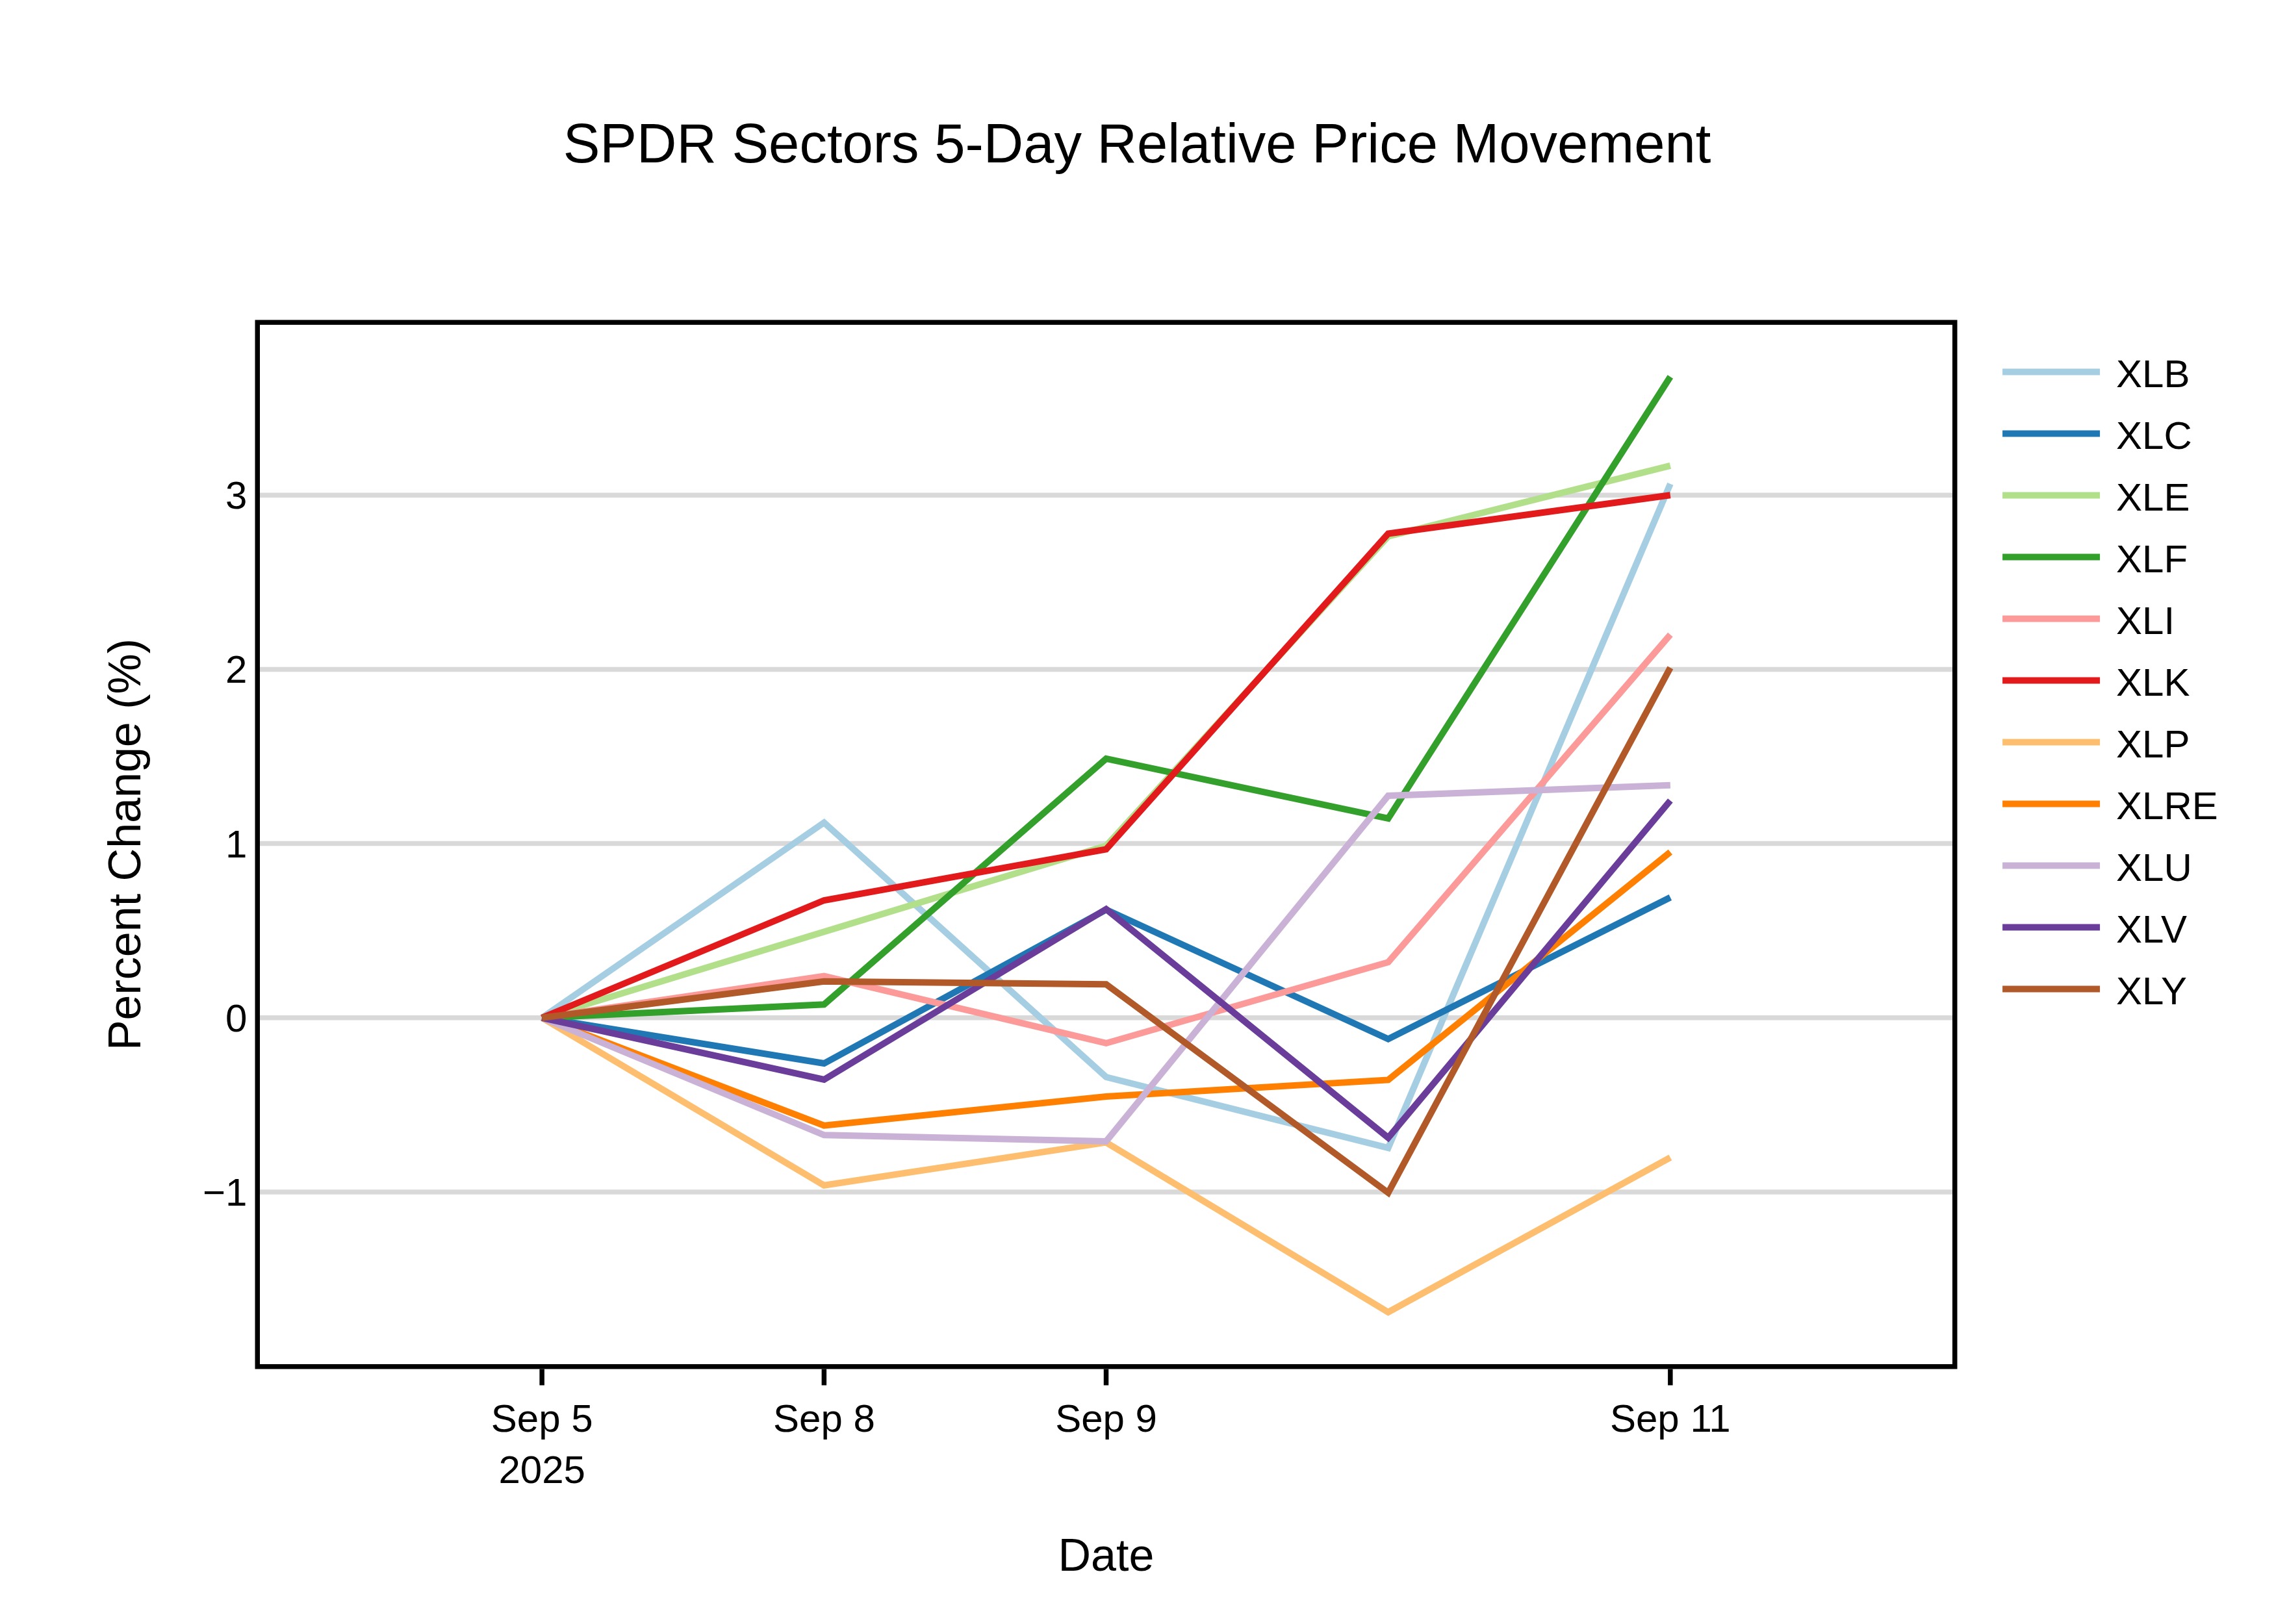 SPDR Sectors 5-Day Relative Price Movement
Percent Change (%)
3
2
1
0
−1
Sep 5
2025
Sep 8
Sep 9
Sep 11
Date
XLB
XLC
XLE
XLF
XLI
XLK
XLP
XLRE
XLU
XLV
XLY